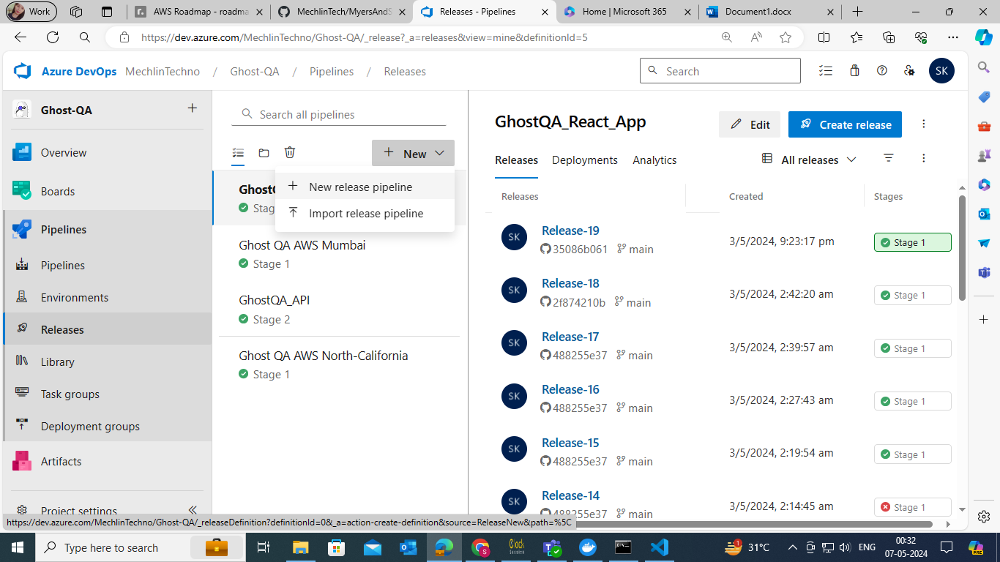 Work
AWS Roadmap - roadma
MechlinTech/MyersAndS
Releases - Pipelines
Home | Microsoft 365
Document1.docx
https://dev.azure.com/MechlinTechno/Ghost-QA/_release?_a=releases&view=mine&definitionId=5
Azure DevOps MechlinTechno / Ghost-QA / Pipelines / Releases
Search
SK
Ghost-QA
Overview
Boards
Pipelines
Pipelines
Environments
Releases
Library
Task groups
Deployment groups
Artifacts
Project settings
Search all pipelines
New
New release pipeline
Import release pipeline
GhostQ
Stag
Ghost QA AWS Mumbai
Stage 1
GhostQA_API
Stage 2
Ghost QA AWS North-California
Stage 1
GhostQA_React_App
Edit
Create release
Releases Deployments Analytics
All releases
Releases Created Stages
SK Release-19 3/5/2024, 9:23:17 pm Stage 1
35086b061 main
SK Release-18 3/5/2024, 2:42:20 am Stage 1
2f874210b main
SK Release-17 3/5/2024, 2:39:57 am Stage 1
488255e37 main
SK Release-16 3/5/2024, 2:27:43 am Stage 1
488255e37 main
SK Release-15 3/5/2024, 2:19:54 am Stage 1
488255e37 main
SK Release-14 3/5/2024, 2:14:45 am Stage 1
488255e37 main
https://dev.azure.com/MechlinTechno/Ghost-QA/_releaseDefinition?definitionId=0&_a=action-create-definition&source=ReleaseNew&path=%5C
Type here to search
31°C
ENG
00:32
07-05-2024